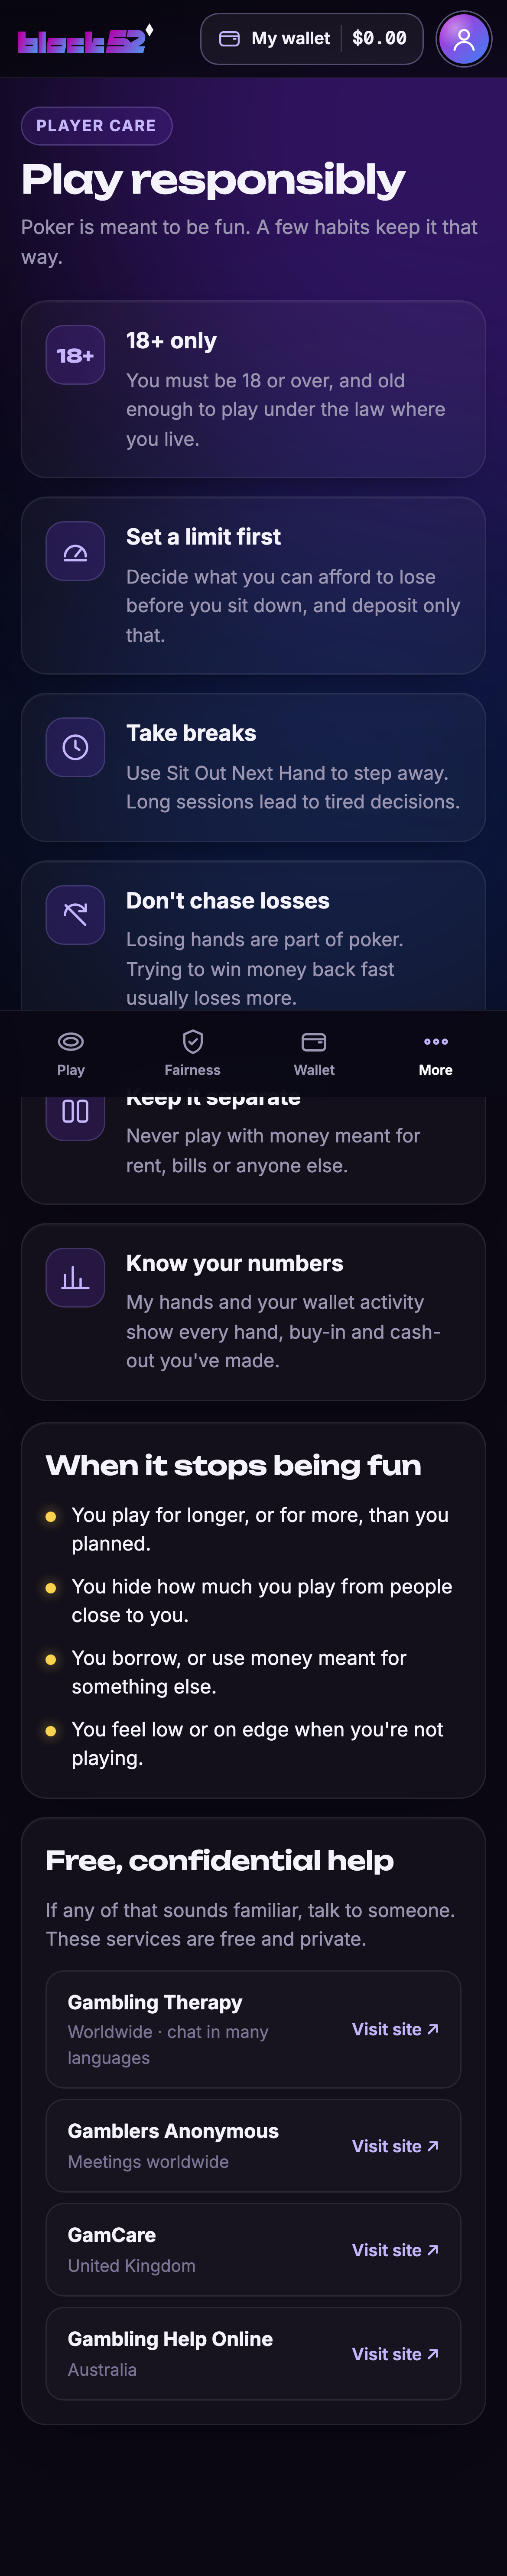 block52
My wallet $0.00
PLAYER CARE
Play responsibly
Poker is meant to be fun. A few habits keep it that
way.
18+
18+ only
You must be 18 or over, and old
enough to play under the law where
you live.
Set a limit first
Decide what you can afford to lose
before you sit down, and deposit only
that.
Take breaks
Use Sit Out Next Hand to step away.
Long sessions lead to tired decisions.
Don't chase losses
Losing hands are part of poker.
Trying to win money back fast
usually loses more.
Play
Fairness
Wallet
More
Keep it separate
Never play with money meant for
rent, bills or anyone else.
Know your numbers
My hands and your wallet activity
show every hand, buy-in and cash-
out you've made.
When it stops being fun
You play for longer, or for more, than you
planned.
You hide how much you play from people
close to you.
You borrow, or use money meant for
something else.
You feel low or on edge when you're not
playing.
Free, confidential help
If any of that sounds familiar, talk to someone.
These services are free and private.
Gambling Therapy
Worldwide · chat in many
languages
Visit site ↗
Gamblers Anonymous
Meetings worldwide
Visit site ↗
GamCare
United Kingdom
Visit site ↗
Gambling Help Online
Australia
Visit site ↗